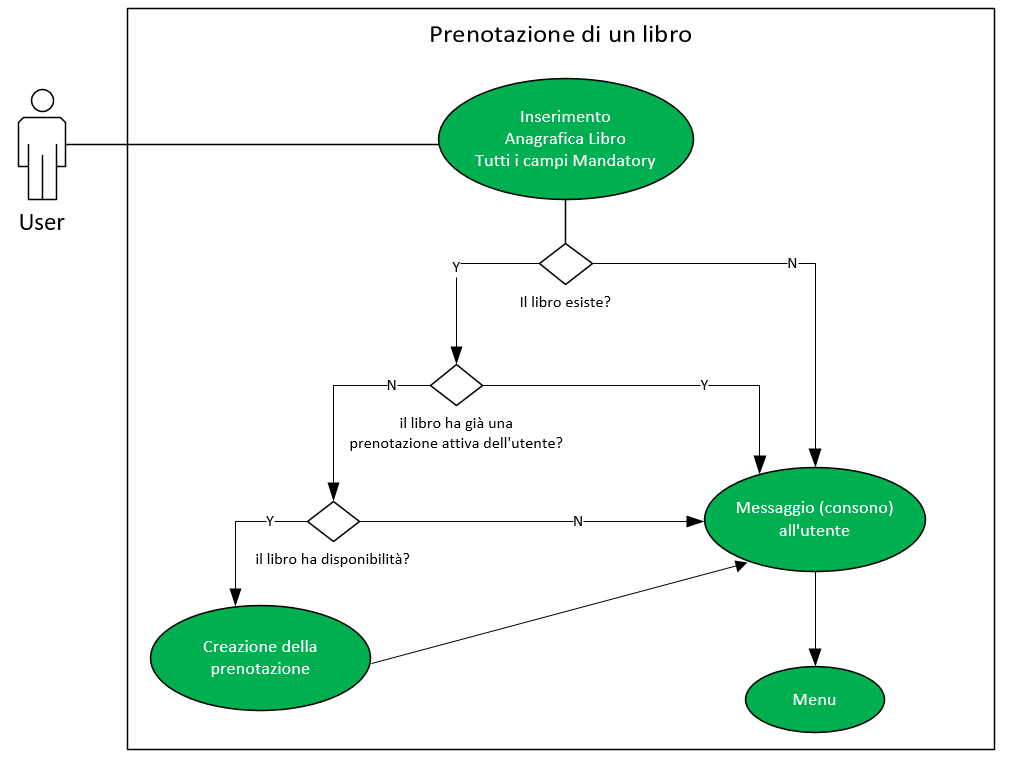 Prenotazione di un libro
Inserimento
Anagrafica Libro
Tutti i campi Mandatory
User
Y
N
Il libro esiste?
N
Y
il libro ha già una
prenotazione attiva dell'utente?
Messaggio (consono)
all'utente
Y
N
il libro ha disponibilità?
Creazione della
prenotazione
Menu